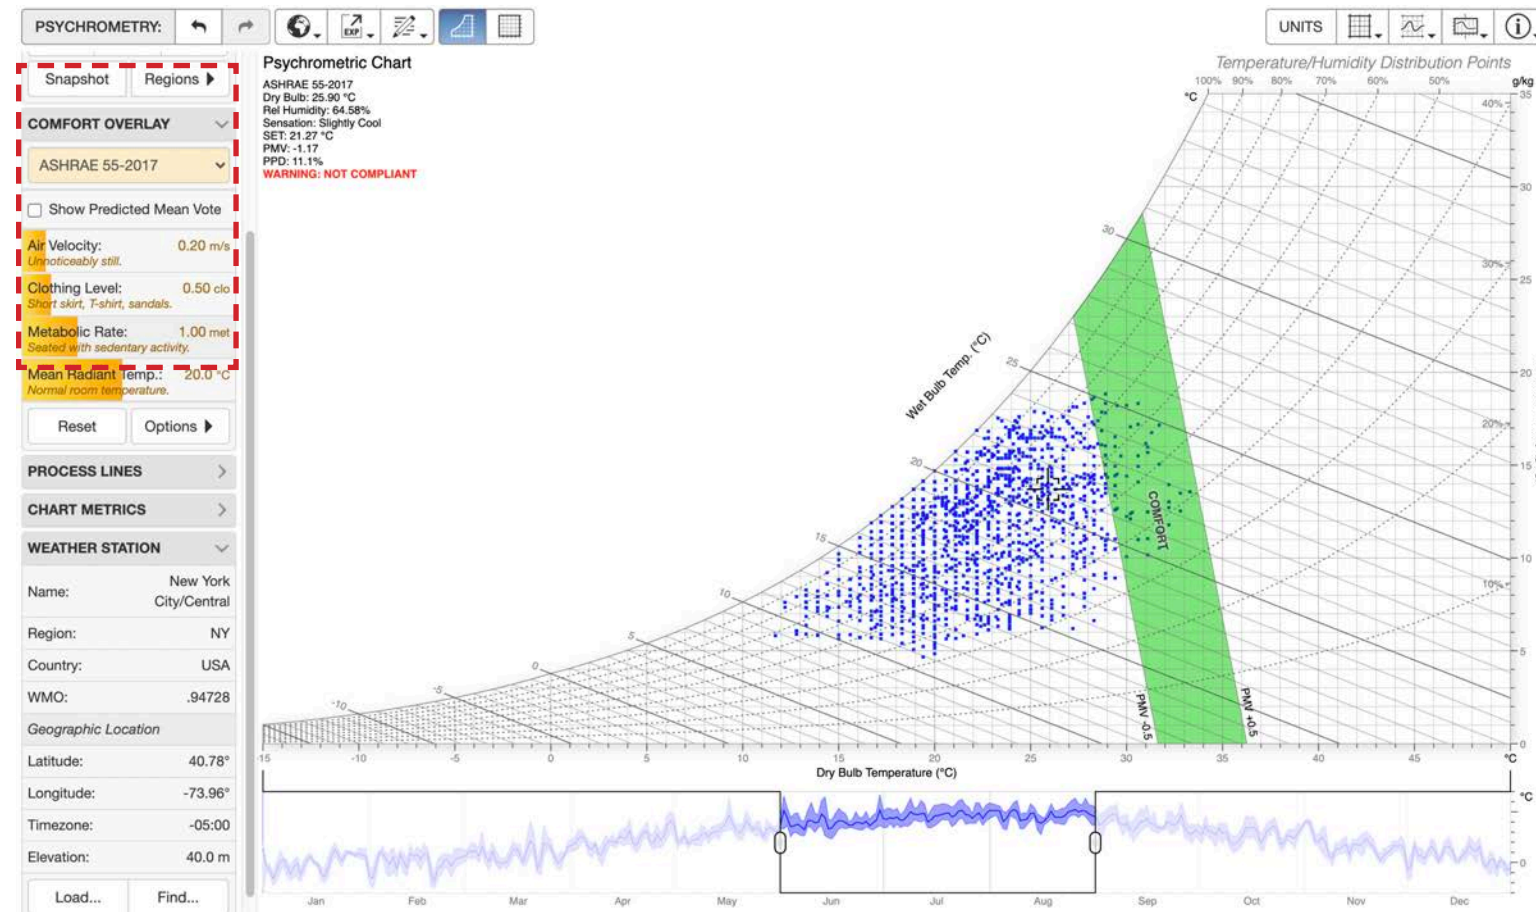 PSYCHROMETRY:
EXP
UNITS
Snapshot
Regions
COMFORT OVERLAY
ASHRAE 55-2017
Show Predicted Mean Vote
Air Velocity: 0.20 m/s
Unnoticeably still.
Clothing Level: 0.50 clo
Short skirt, T-shirt, sandals.
Metabolic Rate: 1.00 met
Seated with sedentary activity.
Mean Radiant Temp.: 20.0 °C
Normal room temperature.
Reset
Options
PROCESS LINES
CHART METRICS
WEATHER STATION
Name: New York
City/Central
Region: NY
Country: USA
WMO: .94728
Geographic Location
Latitude: 40.78°
Longitude: -73.96°
Timezone: -05:00
Elevation: 40.0 m
Load...
Find...
Psychrometric Chart
ASHRAE 55-2017
Dry Bulb: 25.90 °C
Rel Humidity: 64.58%
Sensation: Slightly Cool
SET: 21.27 °C
PMV: -1.17
PPD: 11.1%
WARNING: NOT COMPLIANT
Temperature/Humidity Distribution Points
100% 90% 80% 70% 60% 50% g/kg
°C
40%
35
30
30
30%
25
25
Wet Bulb Temp. (°C)
20
20%
20
15
COMFORT
15
10
10%
10
5
5
0
-5
-10
PMV -0.5
PMV +0.5
0
-15 -10 -5 0 5 10 15 20 25 30 35 40 45 °C
Dry Bulb Temperature (°C)
°C
0
Jan Feb Mar Apr May Jun Jul Aug Sep Oct Nov Dec